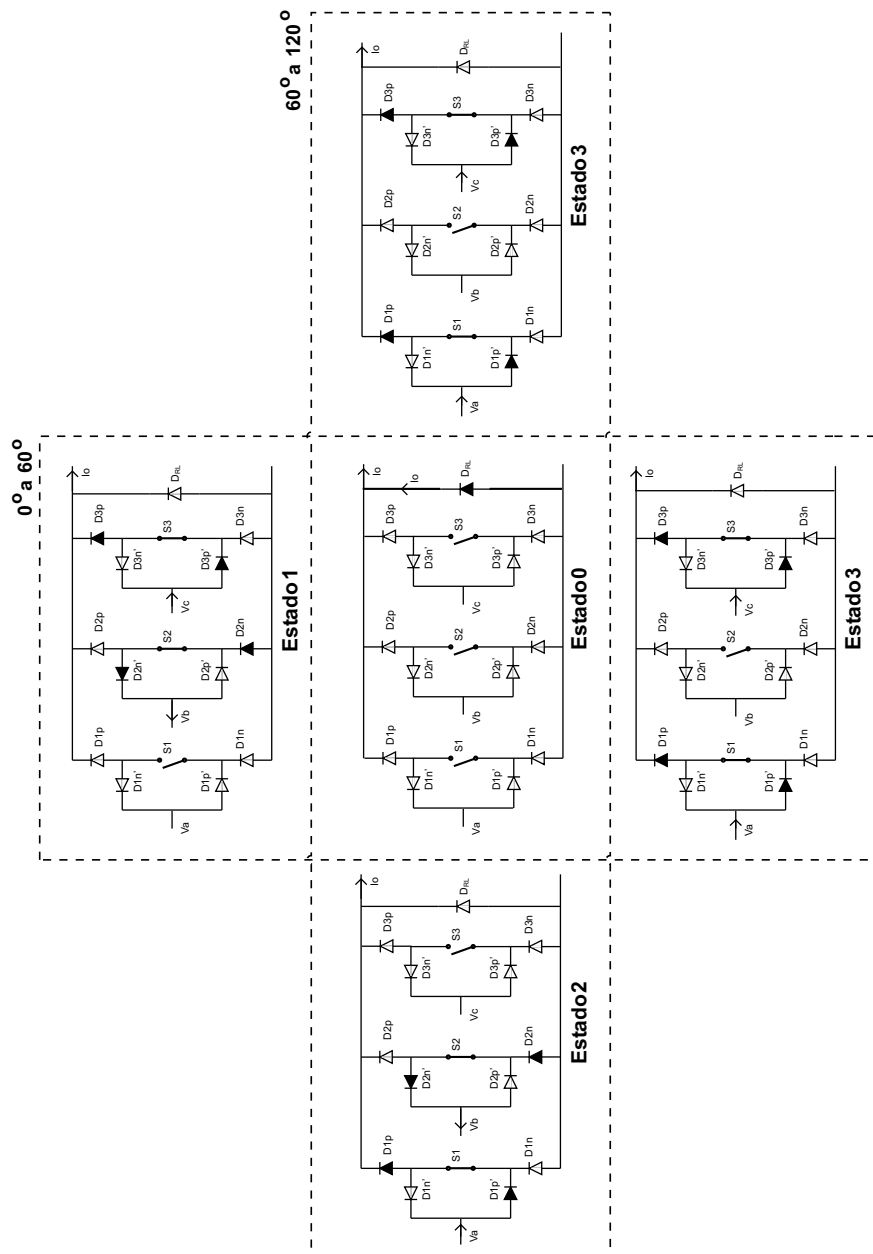 60° a 120°
Io
DRL
D3p
D3n'
S3
D3p'
D3n
Vc
D2p
D2n'
S2
D2p'
D2n
Vb
D1p
D1n'
S1
D1p'
D1n
Va
Estado3
0° a 60°
Io
DRL
D3p
D3n'
S3
D3p'
D3n
Vc
D2p
D2n'
S2
D2p'
D2n
Vb
D1p
D1n'
S1
D1p'
D1n
Va
Estado1
Io
Io
DRL
D3p
D3n'
S3
D3p'
D3n
Vc
D2p
D2n'
S2
D2p'
D2n
Vb
D1p
D1n'
S1
D1p'
D1n
Va
Estado0
Io
DRL
D3p
D3n'
S3
D3p'
D3n
Vc
D2p
D2n'
S2
D2p'
D2n
Vb
D1p
D1n'
S1
D1p'
D1n
Va
Estado3
Io
DRL
D3p
D3n'
S3
D3p'
D3n
Vc
D2p
D2n'
S2
D2p'
D2n
Vb
D1p
D1n'
S1
D1p'
D1n
Va
Estado2